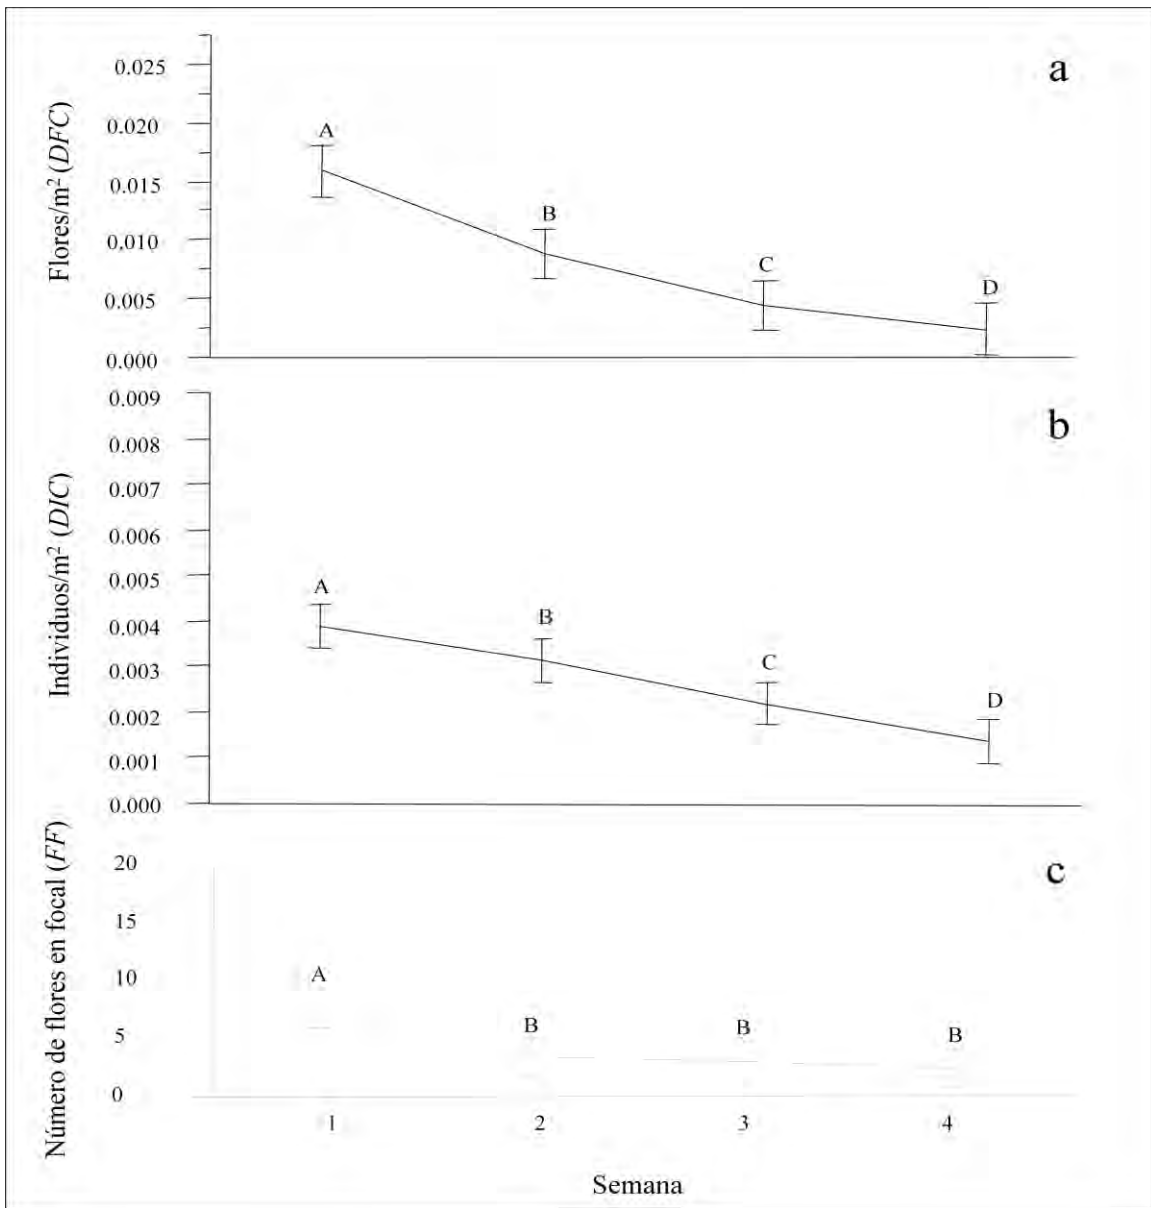 a
Flores/m² (DFC)
0.025
0.020
0.015
0.010
0.005
0.000
A
B
C
D
b
Individuos/m² (DIC)
0.009
0.008
0.007
0.006
0.005
0.004
0.003
0.002
0.001
0.000
A
B
C
D
c
Número de flores en focal (FF)
20
15
10
5
0
A
B
B
B
1 2 3 4
Semana